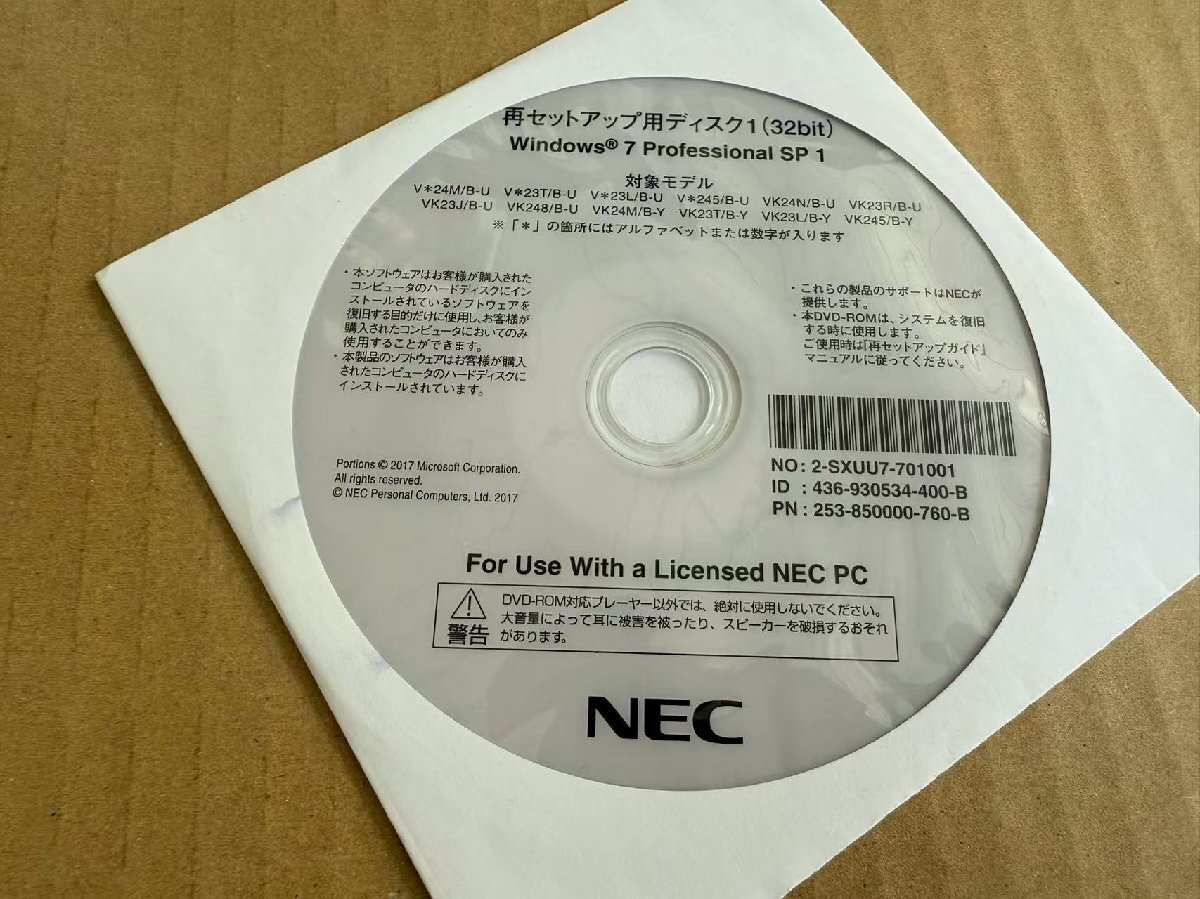 再セットアップ用ディスク1(32bit)
Windows® 7 Professional SP 1
対象モデル
V＊24M/B-U V＊23T/B-U V＊23L/B-U V＊245/B-U VK24N/B-U VK23R/B-U
VK23J/B-U VK248/B-U VK24M/B-Y VK23T/B-Y VK23L/B-Y VK245/B-Y
※「＊」の箇所にはアルファベットまたは数字が入ります
・本ソフトウェアはお客様が購入された
コンピュータのハードディスクにイン
ストールされているソフトウェアを
復旧する目的だけに使用し、お客様が
購入されたコンピュータにおいてのみ
使用することができます。
・本製品のソフトウェアはお客様が購入
されたコンピュータのハードディスクに
インストールされています。
・これらの製品のサポートはNECが
提供します。
・本DVD-ROMは、システムを復旧
する時に使用します。
ご使用時は「再セットアップガイド」
マニュアルに従ってください。
NO: 2-SXUU7-701001
ID : 436-930534-400-B
PN : 253-850000-760-B
Portions © 2017 Microsoft Corporation.
All rights reserved.
© NEC Personal Computers, Ltd. 2017
For Use With a Licensed NEC PC
警告
DVD-ROM対応プレーヤー以外では、絶対に使用しないでください。
大音量によって耳に被害を被ったり、スピーカーを破損するおそれ
があります。
NEC